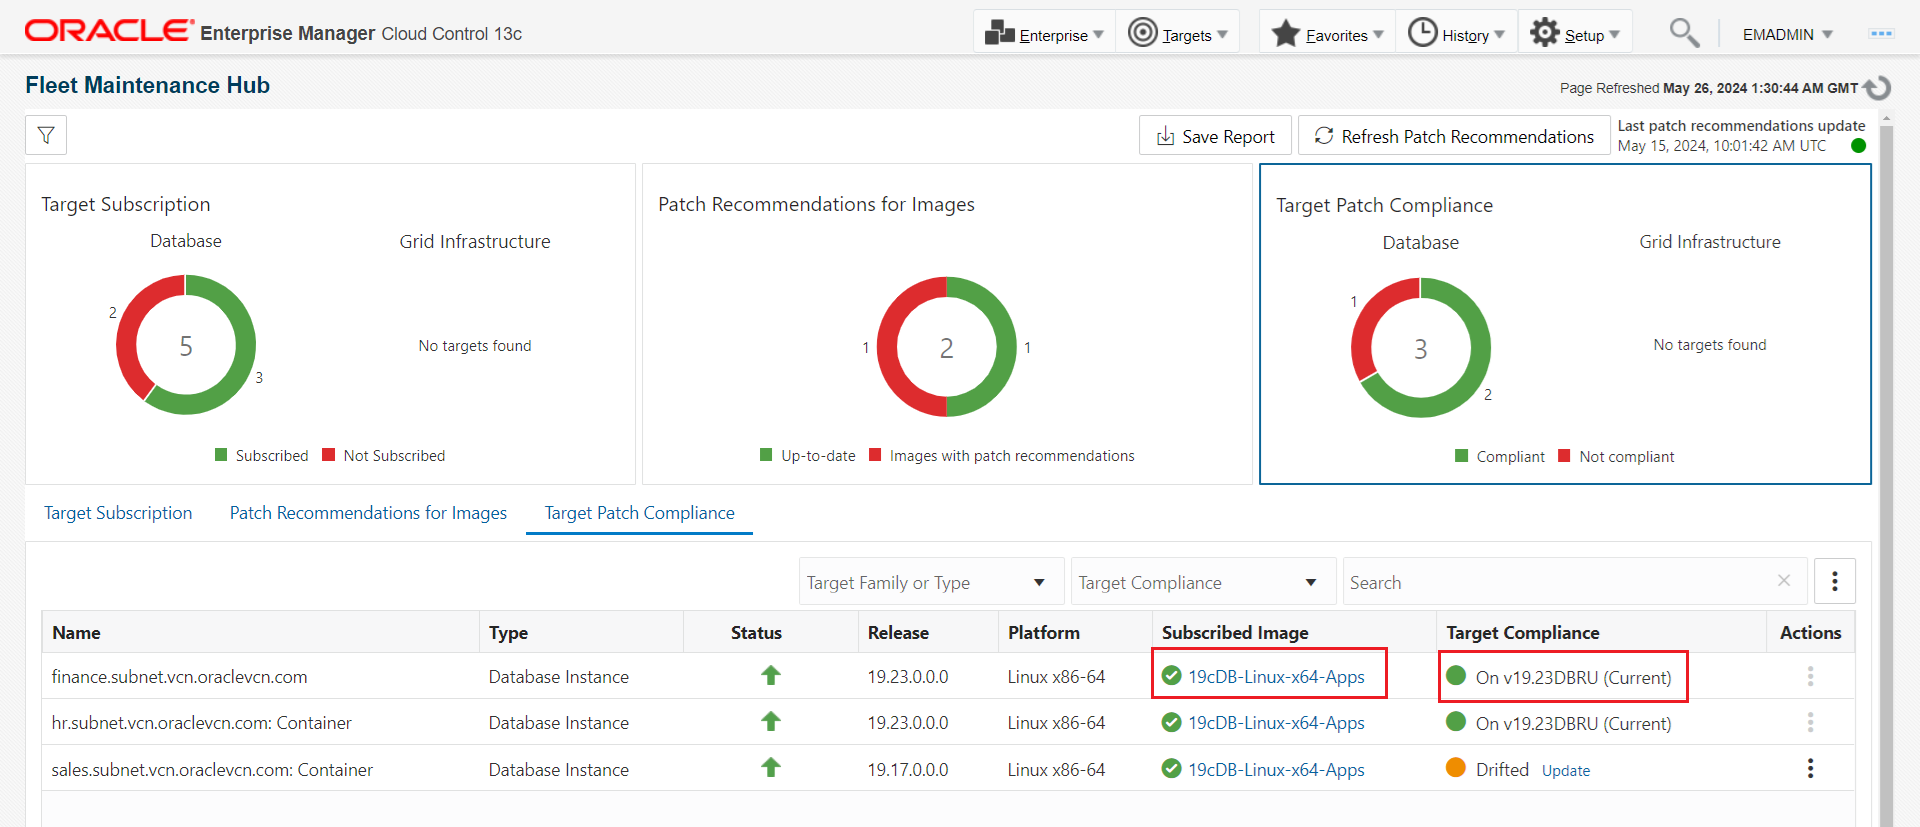 ORACLE Enterprise Manager Cloud Control 13c
Enterprise Targets Favorites History Setup EMADMIN
Fleet Maintenance Hub
Page Refreshed May 26, 2024 1:30:44 AM GMT
Save Report
Refresh Patch Recommendations
Last patch recommendations update
May 15, 2024, 10:01:42 AM UTC
Target Subscription
Database
Grid Infrastructure
2
5
3
No targets found
Subscribed Not Subscribed
Patch Recommendations for Images
1
2
1
Up-to-date Images with patch recommendations
Target Patch Compliance
Database
Grid Infrastructure
1
3
2
No targets found
Compliant Not compliant
Target Subscription Patch Recommendations for Images Target Patch Compliance
Target Family or Type Target Compliance Search
Name Type Status Release Platform Subscribed Image Target Compliance Actions
finance.subnet.vcn.oraclevcn.com Database Instance 19.23.0.0.0 Linux x86-64 19cDB-Linux-x64-Apps On v19.23DBRU (Current)
hr.subnet.vcn.oraclevcn.com: Container Database Instance 19.23.0.0.0 Linux x86-64 19cDB-Linux-x64-Apps On v19.23DBRU (Current)
sales.subnet.vcn.oraclevcn.com: Container Database Instance 19.17.0.0.0 Linux x86-64 19cDB-Linux-x64-Apps Drifted Update